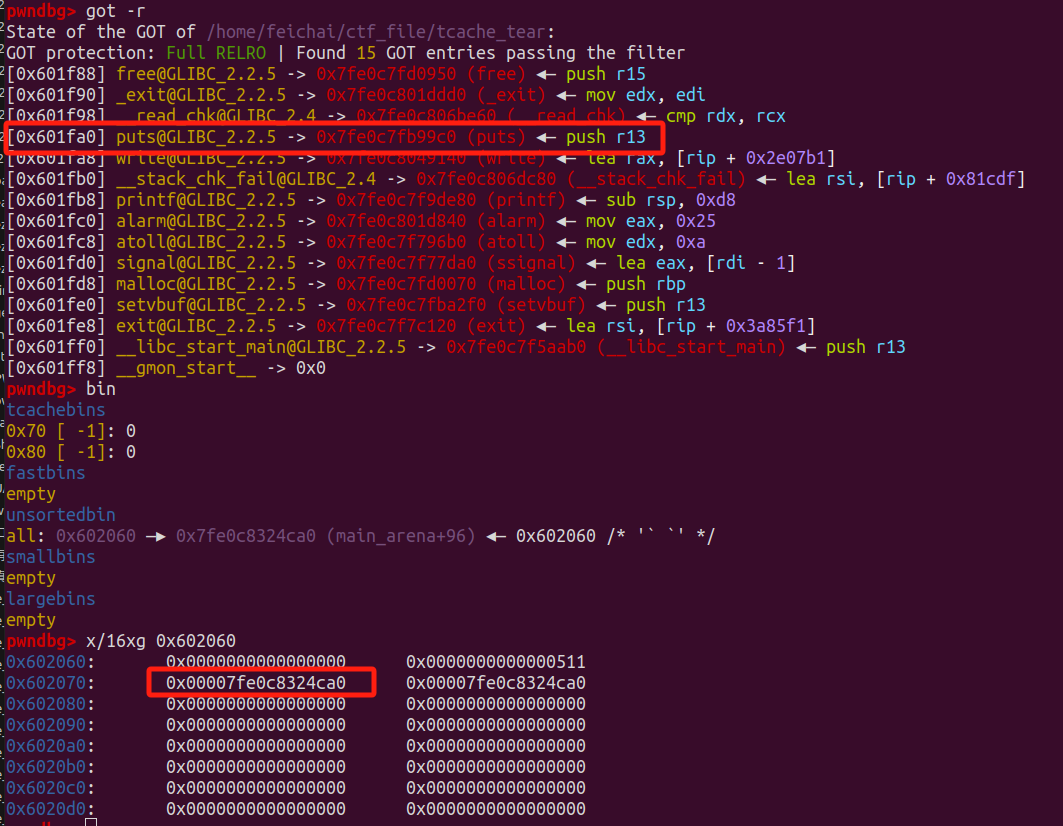 pwndbg> got -r
State of the GOT of /home/feichai/ctf_file/tcache_tear:
GOT protection: Full RELRO | Found 15 GOT entries passing the filter
[0x601f88] free@GLIBC_2.2.5 -> 0x7fe0c7fd0950 (free) ◂— push r15
[0x601f90] _exit@GLIBC_2.2.5 -> 0x7fe0c801ddd0 (_exit) ◂— mov edx, edi
[0x601f98] __read_chk@GLIBC_2.4 -> 0x7fe0c806be60 (__read_chk) ◂— cmp rdx, rcx
[0x601fa0] puts@GLIBC_2.2.5 -> 0x7fe0c7fb99c0 (puts) ◂— push r13
[0x601fa8] write@GLIBC_2.2.5 -> 0x7fe0c8049140 (write) ◂— lea rax, [rip + 0x2e07b1]
[0x601fb0] __stack_chk_fail@GLIBC_2.4 -> 0x7fe0c806dc80 (__stack_chk_fail) ◂— lea rsi, [rip + 0x81cdf]
[0x601fb8] printf@GLIBC_2.2.5 -> 0x7fe0c7f9de80 (printf) ◂— sub rsp, 0xd8
[0x601fc0] alarm@GLIBC_2.2.5 -> 0x7fe0c801d840 (alarm) ◂— mov eax, 0x25
[0x601fc8] atoll@GLIBC_2.2.5 -> 0x7fe0c7f796b0 (atoll) ◂— mov edx, 0xa
[0x601fd0] signal@GLIBC_2.2.5 -> 0x7fe0c7f77da0 (ssignal) ◂— lea eax, [rdi - 1]
[0x601fd8] malloc@GLIBC_2.2.5 -> 0x7fe0c7fd0070 (malloc) ◂— push rbp
[0x601fe0] setvbuf@GLIBC_2.2.5 -> 0x7fe0c7fba2f0 (setvbuf) ◂— push r13
[0x601fe8] exit@GLIBC_2.2.5 -> 0x7fe0c7f7c120 (exit) ◂— lea rsi, [rip + 0x3a85f1]
[0x601ff0] __libc_start_main@GLIBC_2.2.5 -> 0x7fe0c7f5aab0 (__libc_start_main) ◂— push r13
[0x601ff8] __gmon_start__ -> 0x0
pwndbg> bin
tcachebins
0x70 [ -1]: 0
0x80 [ -1]: 0
fastbins
empty
unsortedbin
all: 0x602060 —▸ 0x7fe0c8324ca0 (main_arena+96) ◂— 0x602060 /* '` `' */
smallbins
empty
largebins
empty
pwndbg> x/16xg 0x602060
0x602060: 0x0000000000000000 0x0000000000000511
0x602070: 0x00007fe0c8324ca0 0x00007fe0c8324ca0
0x602080: 0x0000000000000000 0x0000000000000000
0x602090: 0x0000000000000000 0x0000000000000000
0x6020a0: 0x0000000000000000 0x0000000000000000
0x6020b0: 0x0000000000000000 0x0000000000000000
0x6020c0: 0x0000000000000000 0x0000000000000000
0x6020d0: 0x0000000000000000 0x0000000000000000